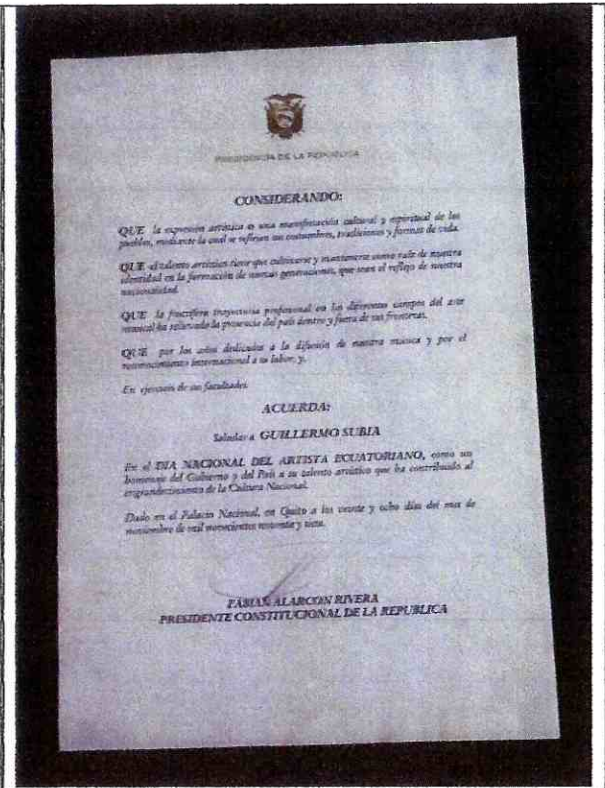 PRESIDENCIA DE LA REPUBLICA
CONSIDERANDO:
QUE la expresión artística es una manifestación cultural y espiritual de los
pueblos, mediante la cual se reflejan sus costumbres, tradiciones y formas de vida.
QUE el talento artístico tiene que cultivarse y mantenerse como raíz de nuestra
identidad en la formación de nuevas generaciones, que sean el reflejo de nuestra
nacionalidad.
QUE la fructífera trayectoria profesional en los diferentes campos del arte
musical ha relievado la presencia del país dentro y fuera de sus fronteras.
QUE por los años dedicados a la difusión de nuestra música y por el
reconocimiento internacional a su labor, y,
En ejercicio de sus facultades
ACUERDA:
Saludar a GUILLERMO SUBIA
En el DIA NACIONAL DEL ARTISTA ECUATORIANO, como un
homenaje del Gobierno y del País a su talento artístico que ha contribuido al
engrandecimiento de la Cultura Nacional.
Dado en el Palacio Nacional, en Quito a los veinte y ocho días del mes de
noviembre de mil novecientos noventa y siete.
FABIAN ALARCON RIVERA
PRESIDENTE CONSTITUCIONAL DE LA REPUBLICA